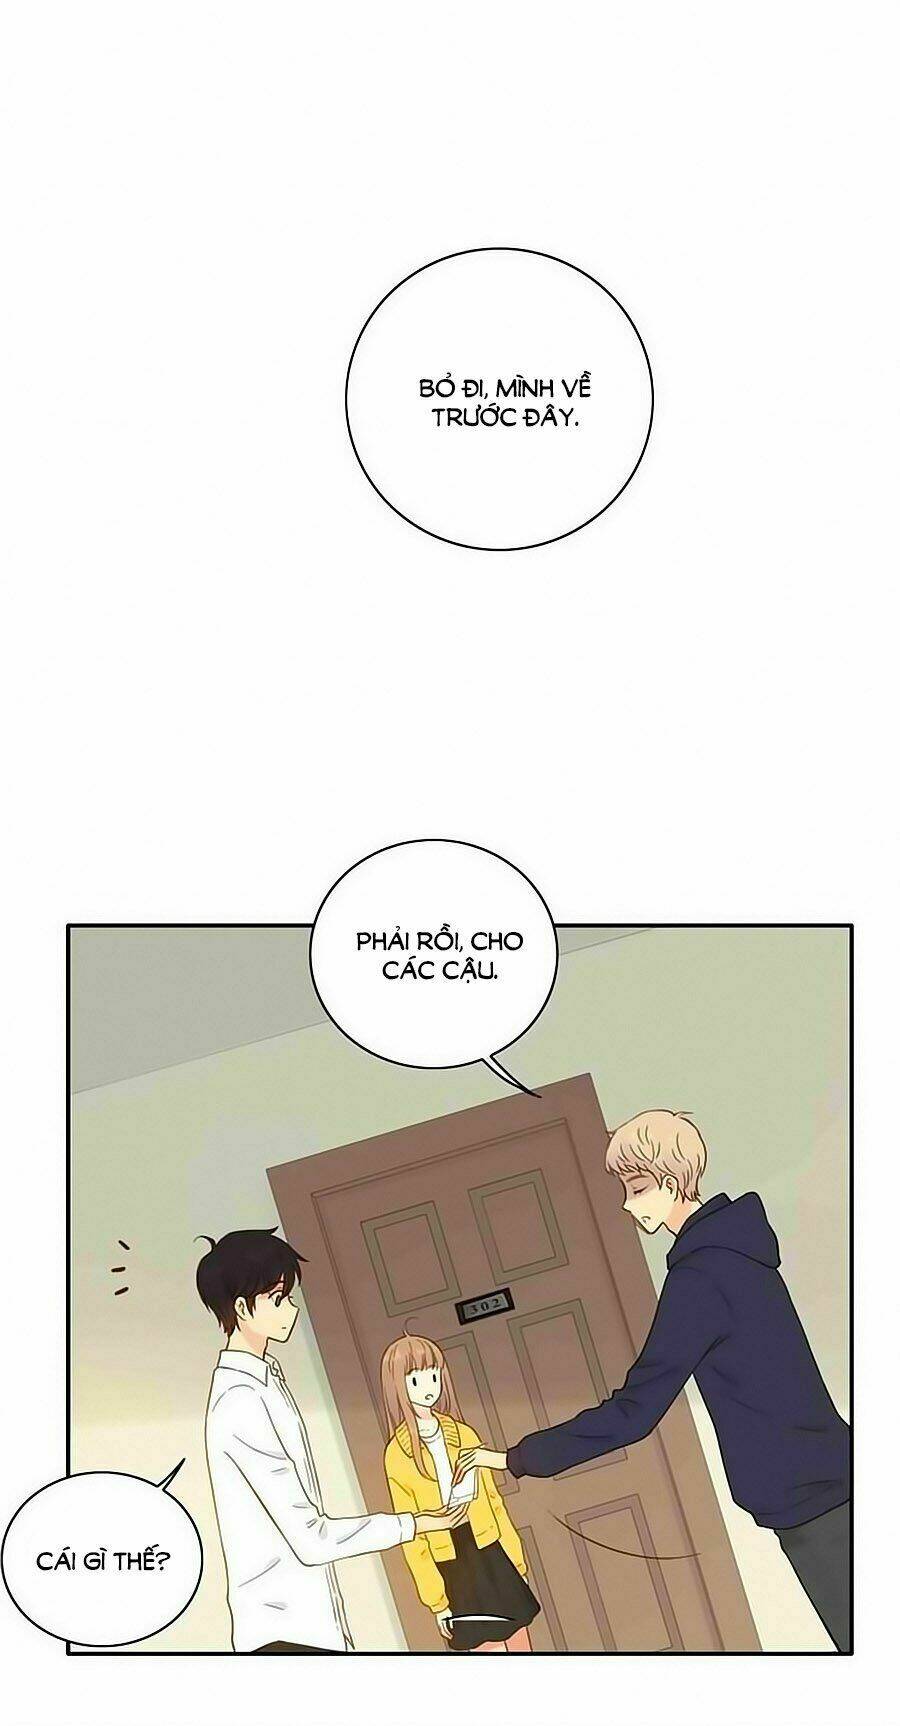 BỎ ĐI, MÌNH VỀ
TRƯỚC ĐÂY.
PHẢI RỒI, CHO
CÁC CẬU.
302
CÁI GÌ THẾ?